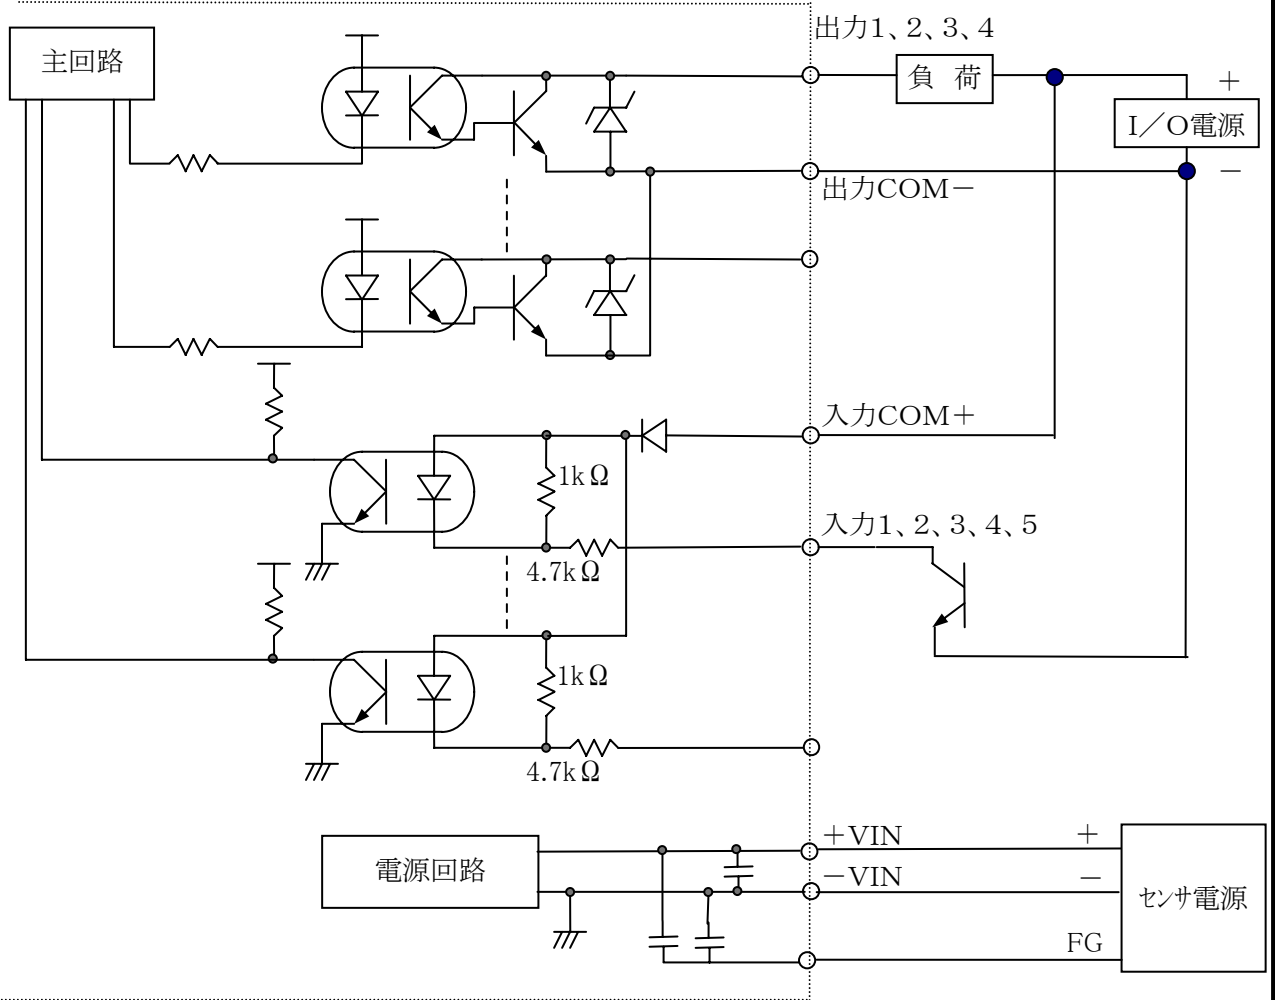 出力1、2、3、4
主回路
負 荷
+
I/O電源
出力COM-
-
入力COM+
1kΩ
入力1、2、3、4、5
4.7kΩ
1kΩ
4.7kΩ
+VIN
+
電源回路
-VIN
-
センサ電源
FG